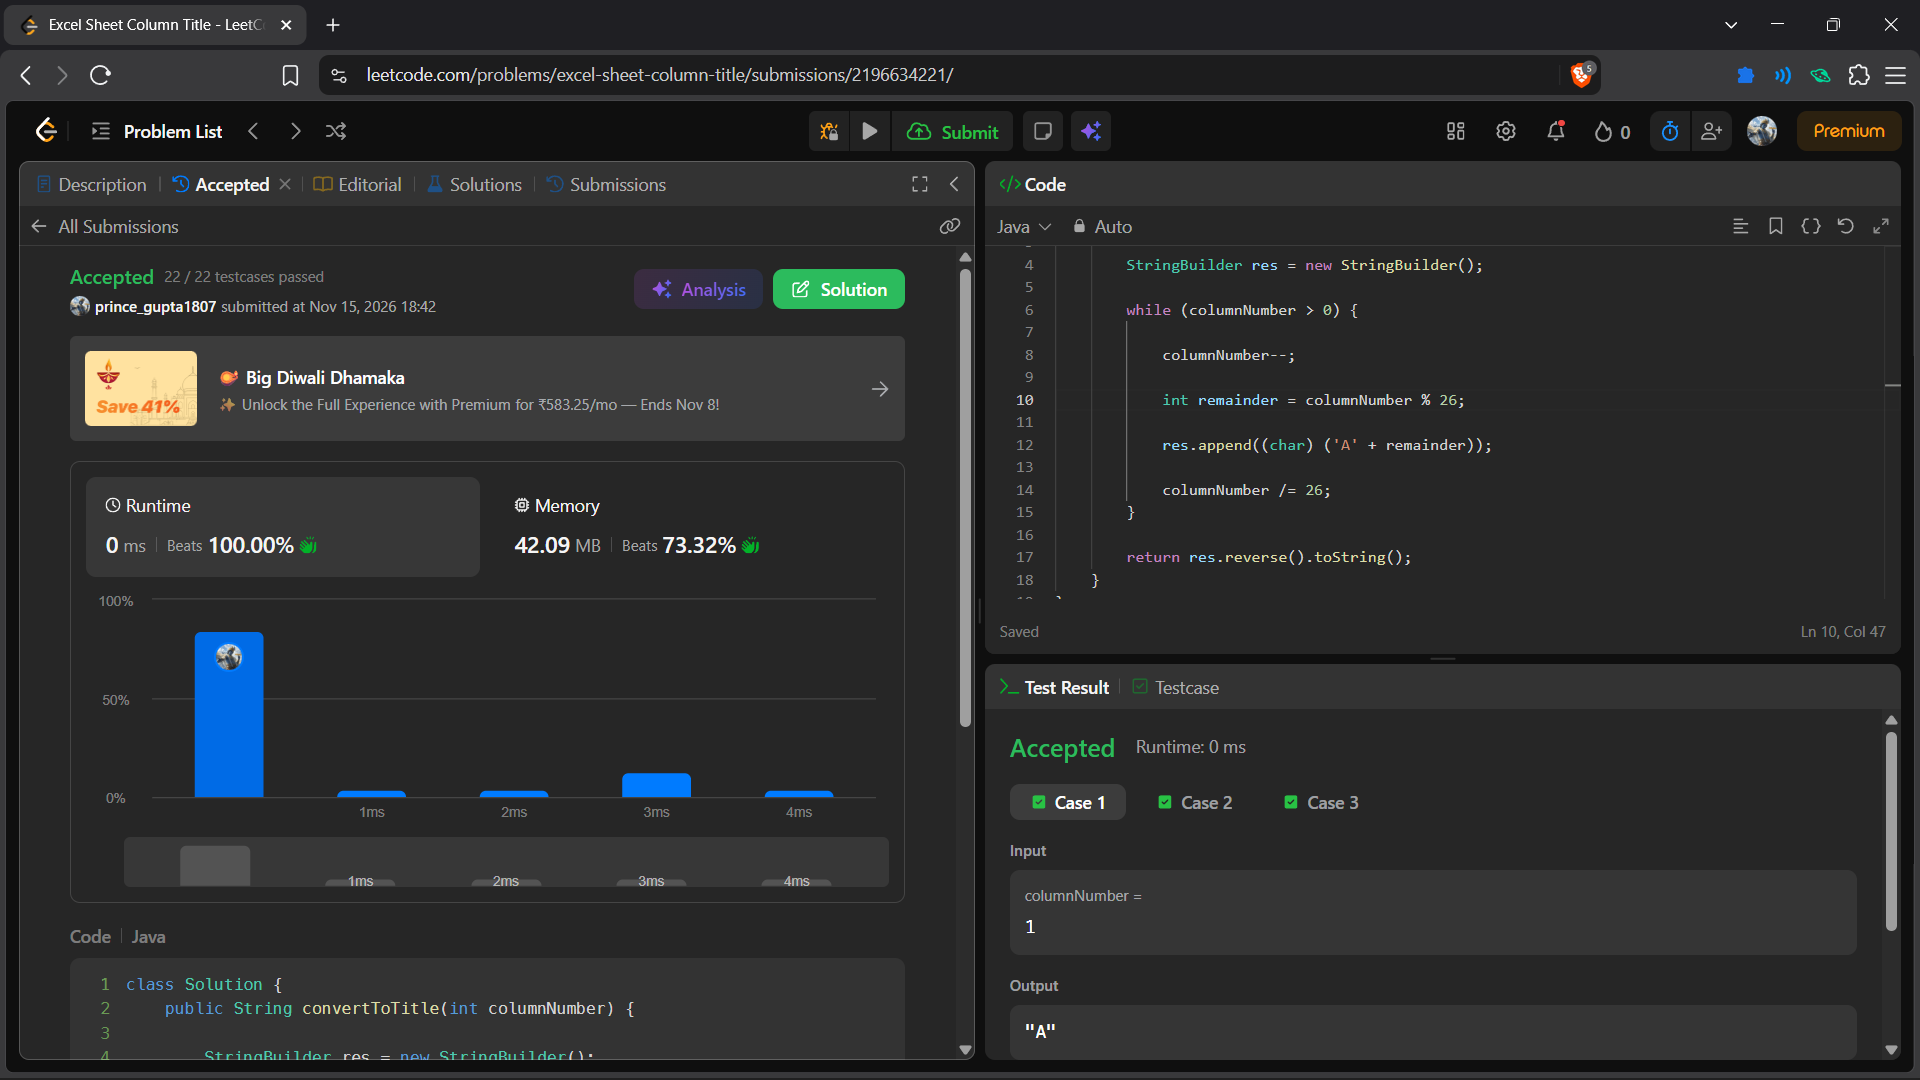 Excel Sheet Column Title - LeetCo
leetcode.com/problems/excel-sheet-column-title/submissions/2196634221/
5
Problem List
Submit
0
Premium
Description
Accepted
Editorial
Solutions
Submissions
All Submissions
Accepted 22 / 22 testcases passed
prince_gupta1807 submitted at Nov 15, 2026 18:42
Analysis
Solution
Save 41%
Big Diwali Dhamaka
Unlock the Full Experience with Premium for ₹583.25/mo — Ends Nov 8!
Runtime
0 ms Beats 100.00%
Memory
42.09 MB Beats 73.32%
100%
50%
0%
1ms 2ms 3ms 4ms
1ms 2ms 3ms 4ms
Code Java
1 class Solution {
2 public String convertToTitle(int columnNumber) {
3
4 StringBuilder res = new StringBuilder();
</> Code
Java Auto
4 StringBuilder res = new StringBuilder();
5
6 while (columnNumber > 0) {
7
8 columnNumber--;
9
10 int remainder = columnNumber % 26;
11
12 res.append((char) ('A' + remainder));
13
14 columnNumber /= 26;
15 }
16
17 return res.reverse().toString();
18 }
Saved
Ln 10, Col 47
Test Result
Testcase
Accepted Runtime: 0 ms
Case 1 Case 2 Case 3
Input
columnNumber =
1
Output
"A"